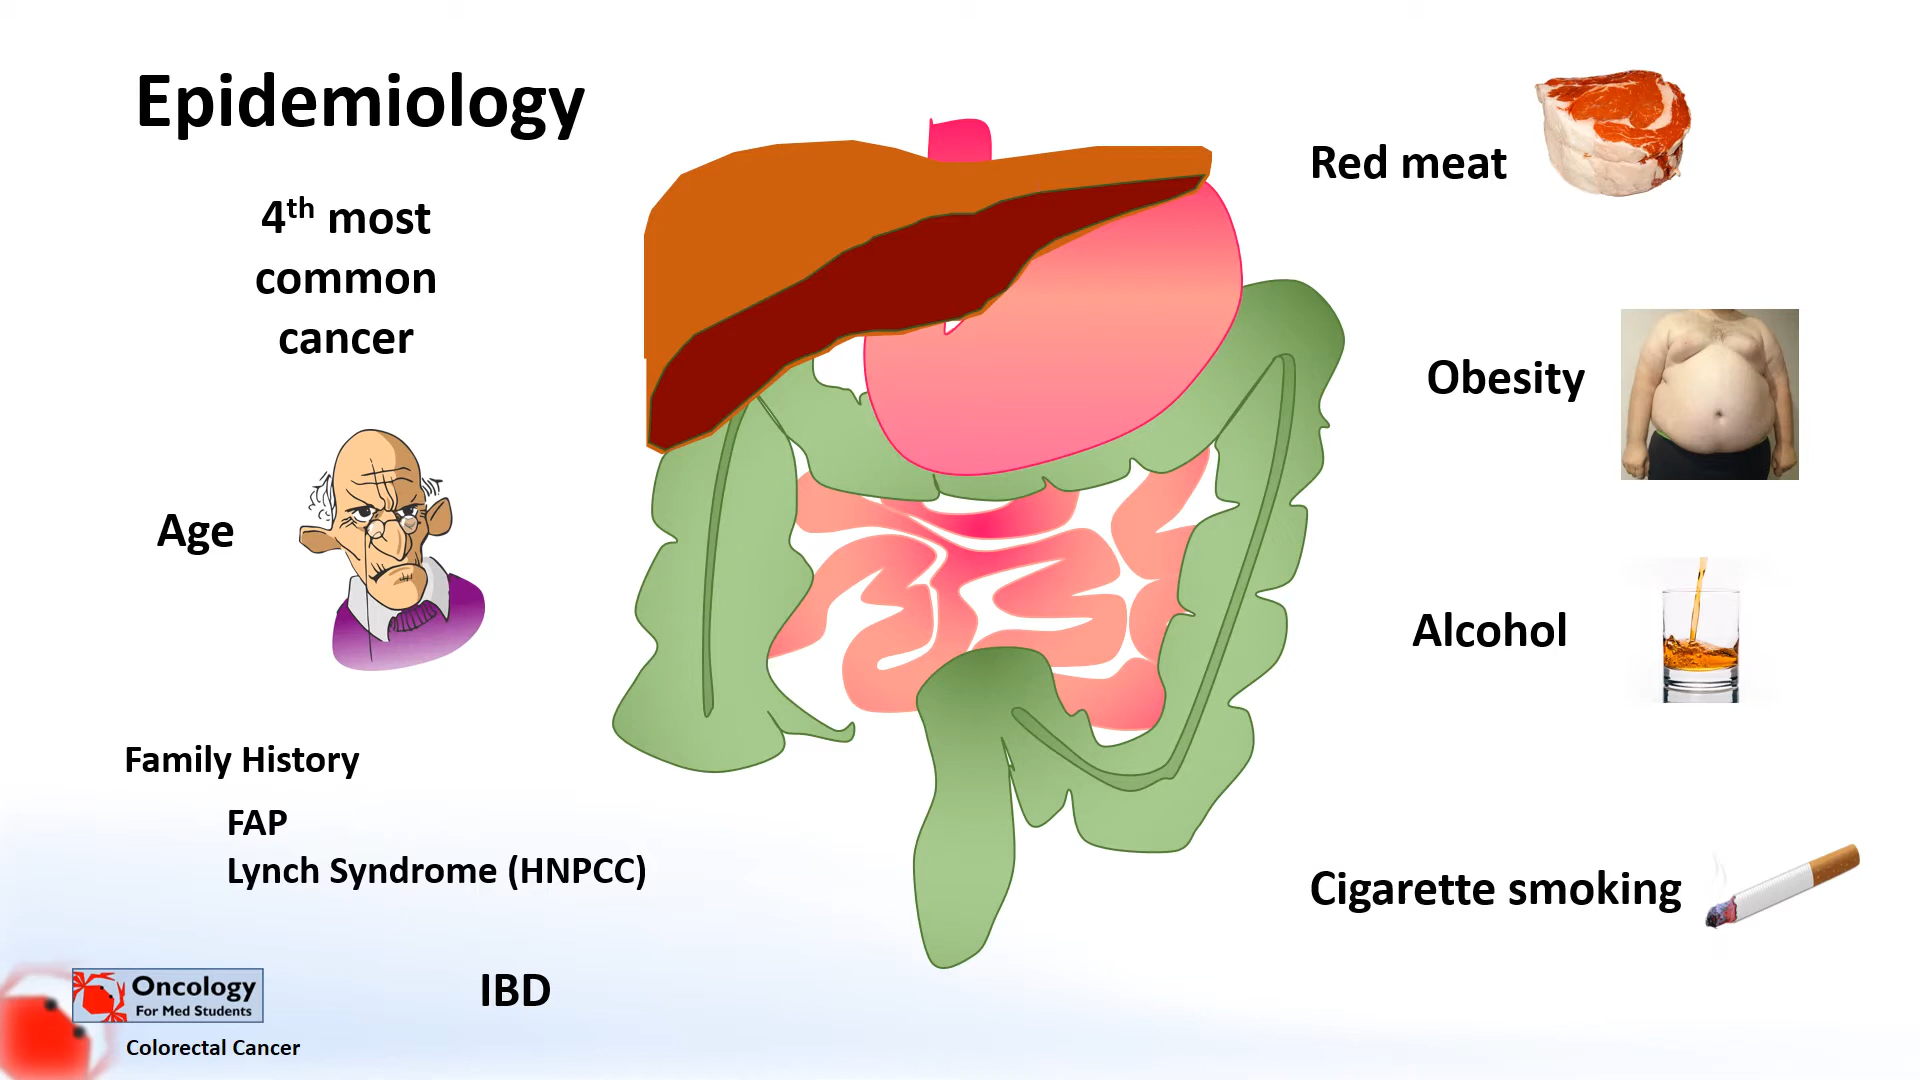 Epidemiology
4th most
common
cancer
Age
Family History
FAP
Lynch Syndrome (HNPCC)
IBD
Red meat
Obesity
Alcohol
Cigarette smoking
Oncology
For Med Students
Colorectal Cancer